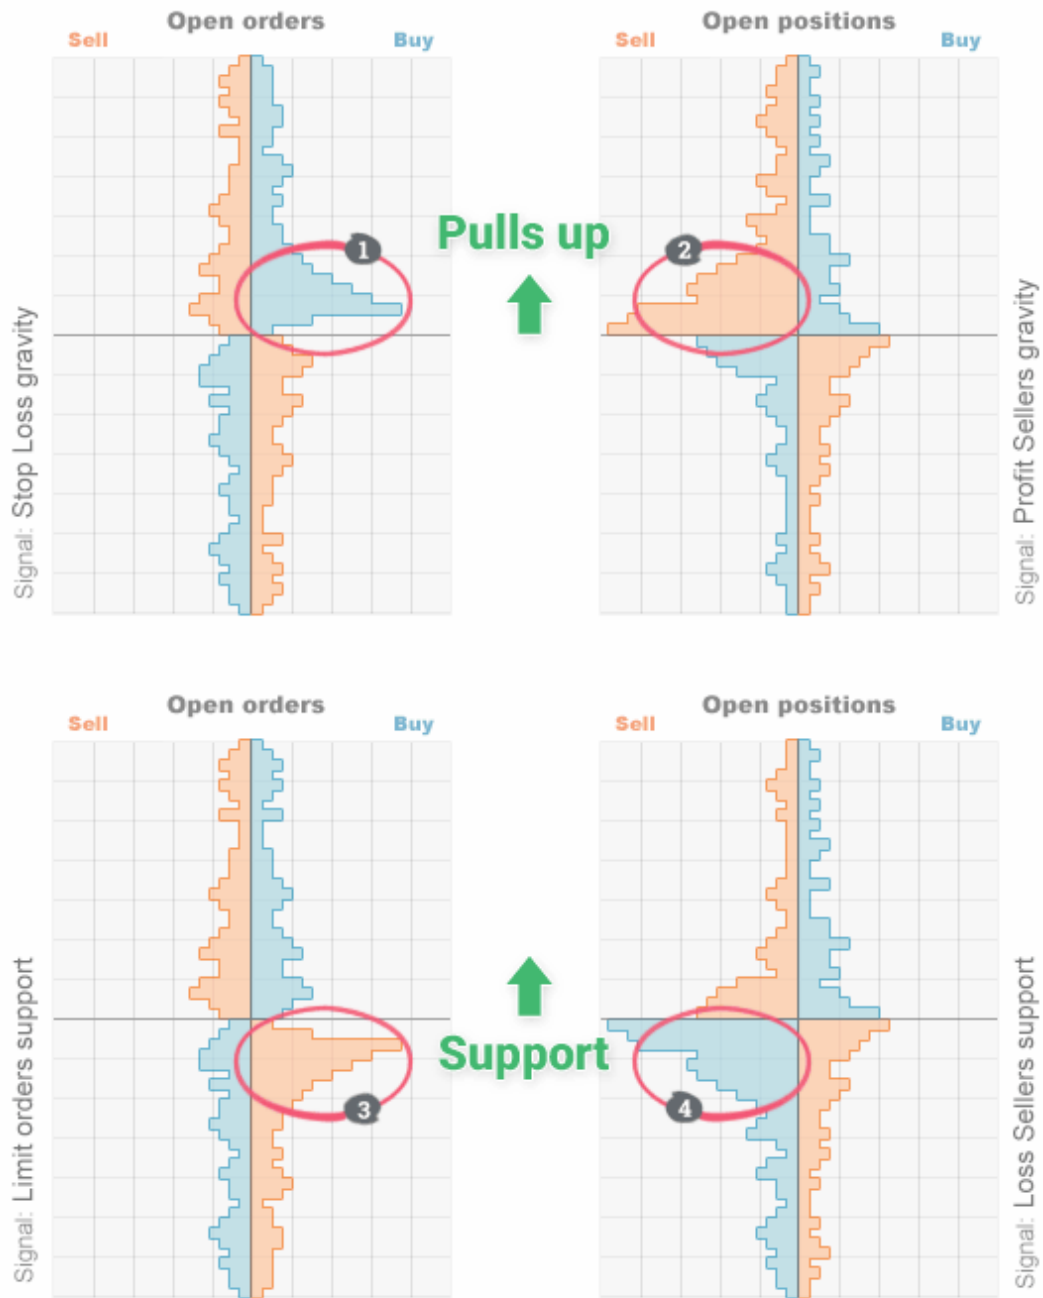 Open orders
Sell
Buy
Open positions
Sell
Buy
1
2
Pulls up
Signal: Stop Loss gravity
Signal: Profit Sellers gravity
Open orders
Sell
Buy
Open positions
Sell
Buy
Support
3
4
Signal: Limit orders support
Signal: Loss Sellers support